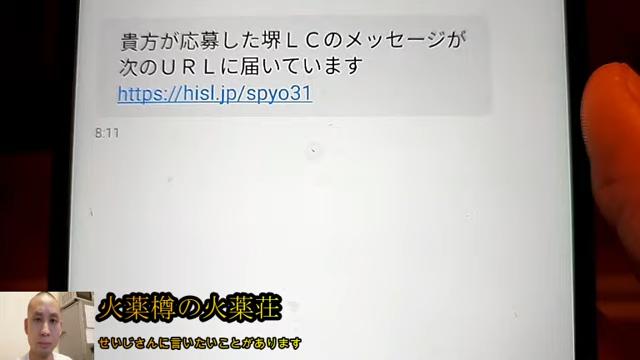 貴方が応募した堺ＬＣのメッセージが
次のＵＲＬに届いています
https://hisl.jp/spyo31
8:11
火薬樽の火薬荘
せいじさんに言いたいことがあります